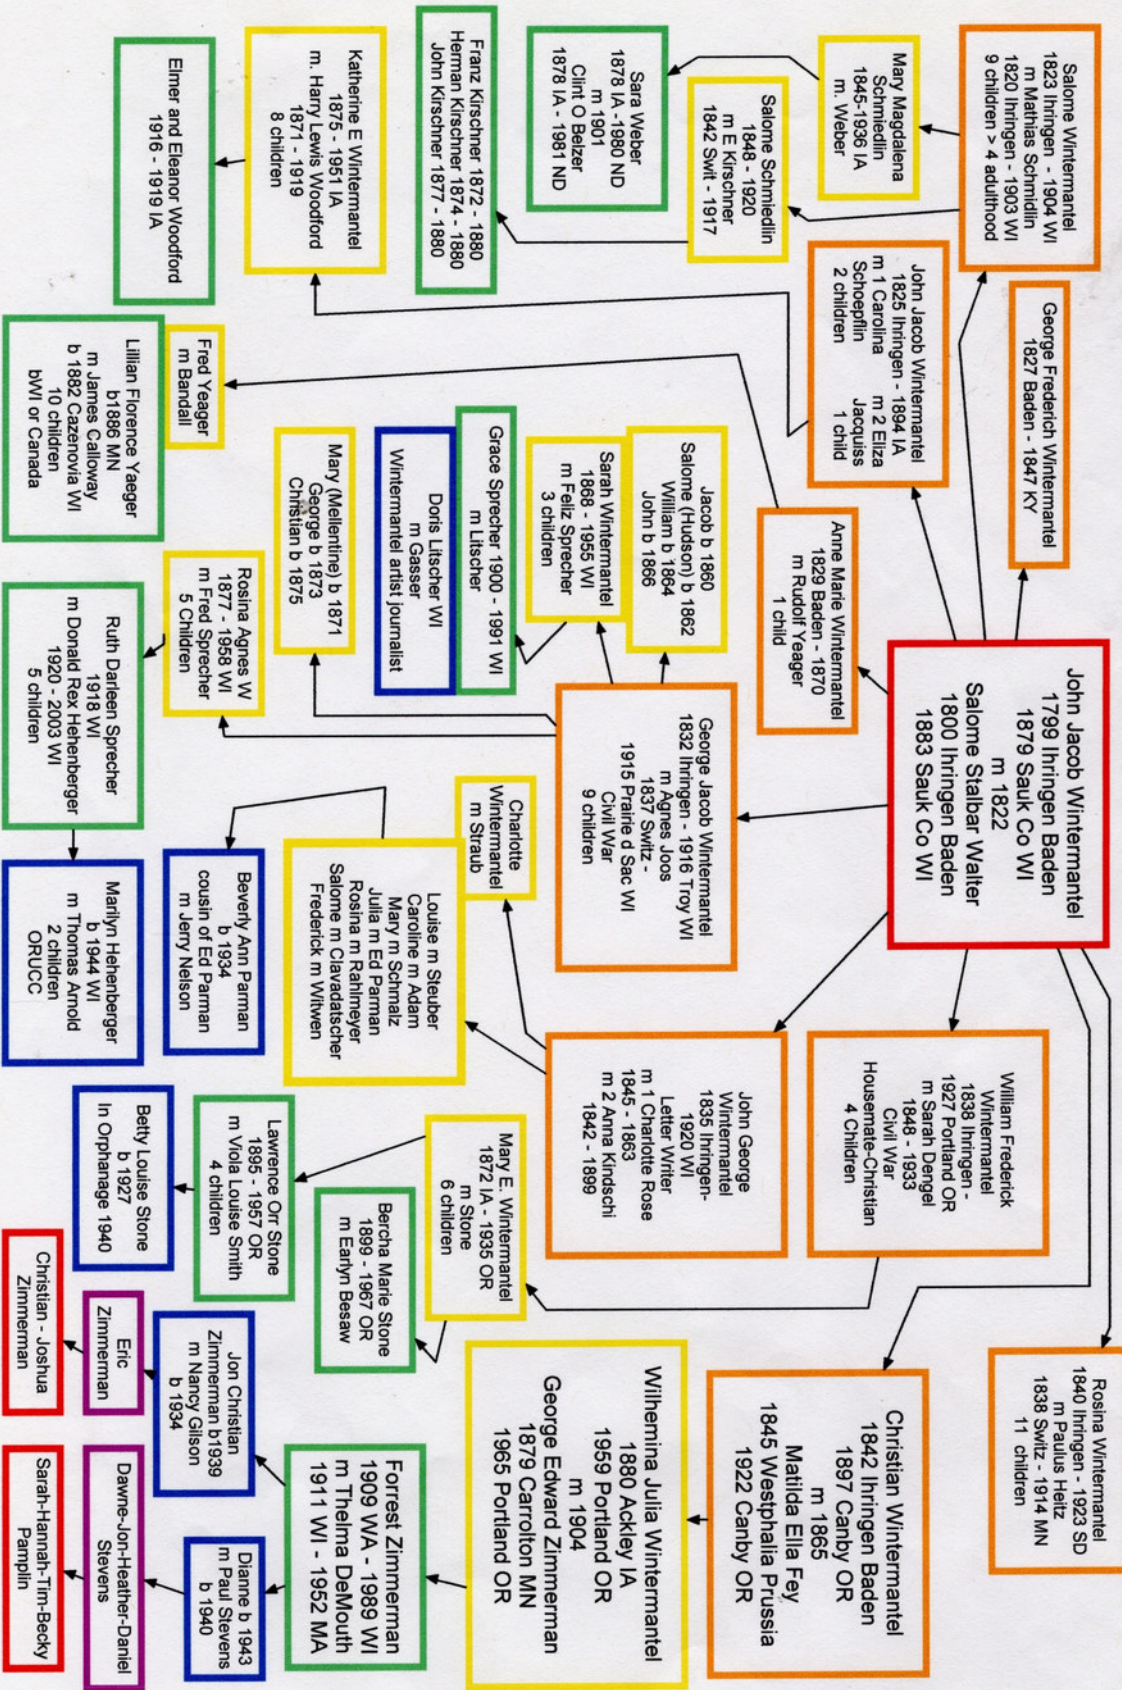 John Jacob Wintermantel
1799 Ihringen Baden
1879 Sauk Co WI
m 1822
Salome Stalbar Walter
1800 Ihringen Baden
1883 Sauk Co WI
Salome Wintermantel
1823 Ihringen - 1904 WI
m Mathias Schmidlin
1820 Ihringen - 1903 WI
9 children > 4 adulthood
George Frederich Wintermantel
1827 Baden - 1847 KY
Rosina Wintermantel
1840 Ihringen - 1923 SD
m Paulus Heitz
1838 Switz - 1914 MN
11 children
Mary Magdalena
Schmiedlin
1845-1936 IA
m. Weber
John Jacob Wintermantel
1825 Ihringen - 1894 IA
m 1 Carolina m 2 Eliza
Schoepflin Jacquiss
2 children 1 child
Anne Marie Wintermantel
1829 Baden - 1870
m Rudolf Yeager
1 child
William Frederick
Wintermantel
1838 Ihringen -
1927 Portland OR
m Sarah Dengel
1848 - 1933
Civil War
Housemate-Christian
4 Children
Christian Wintermantel
1842 Ihringen Baden
1897 Canby OR
m 1865
Matilda Ella Fey
1845 Westphalia Prussia
1922 Canby OR
Salome Schmiedlin
1848 - 1920
m E Kirschner
1842 Swit - 1917
Jacob b 1860
Salome (Hudson) b 1862
William b 1864
John b 1866
George Jacob Wintermantel
1832 Ihringen - 1916 Troy WI
m Agnes Joos
1837 Switz -
1915 Prairie d Sac WI
Civil War
9 children
John George
Wintermantel
1835 Ihringen-
1920 WI
Letter Writer
m 1 Charlotte Rose
1845 - 1863
m 2 Anna Kindschi
1842 - 1899
Sara Weber
1878 IA -1980 ND
m 1901
Clint O Belzer
1878 IA - 1981 ND
Sarah Wintermantel
1868 - 1955 WI
m Feliz Sprecher
3 children
Charlotte
Wintermantel
m Straub
Mary E. Wintermantel
1872 IA - 1935 OR
m Stone
6 children
Wilhemina Julia Wintermantel
1880 Ackley IA
1959 Portland OR
m 1904
George Edward Zimmerman
1879 Carrolton MN
1965 Portland OR
Franz Kirschner 1872 - 1880
Herman Kirschner 1874 - 1880
John Kirschner 1877 - 1880
Grace Sprecher 1900 - 1991 WI
m Litscher
Doris Litscher WI
m Gasser
Wintermantel artist journalist
Louise m Steuber
Caroline m Adam
Mary m Schmalz
Julia m Ed Parman
Rosina m Rahlmeyer
Salome m Clavadatscher
Frederick m Witwen
Bercha Marie Stone
1899 - 1967 OR
m Earlyn Besaw
Katherine E Wintermantel
1875 - 1951 IA
m. Harry Lewis Woodford
1871 - 1919
8 children
Mary (Mellentine) b 1871
George b 1873
Christian b 1875
Forrest Zimmerman
1909 WA - 1989 WI
m Thelma DeMouth
1911 WI - 1952 MA
Fred Yeager
m Bandall
Rosina Agnes W
1877 - 1958 WI
m Fred Sprecher
5 Children
Beverly Ann Parman
b 1934
cousin of Ed Parman
m Jerry Nelson
Lawrence Orr Stone
1895 - 1957 OR
m Viola Louise Smith
4 children
Jon Christian
Zimmerman b1939
m Nancy Gilson
b 1934
Dianne b 1943
m Paul Stevens
b 1940
Elmer and Eleanor Woodford
1916 - 1919 IA
Lillian Florence Yaeger
b1886 MN
m James Calloway
b 1882 Cazenovia WI
10 children
bWI or Canada
Ruth Darleen Sprecher
1918 WI
m Donald Rex Hehenberger
1920 - 2003 WI
5 children
Marilyn Hehenberger
b 1944 WI
m Thomas Arnold
2 children
ORUCC
Betty Louise Stone
b 1927
In Orphanage 1940
Eric
Zimmerman
Dawne-Jon-Heather-Daniel
Stevens
Christian - Joshua
Zimmerman
Sarah-Hannah-Tim-Becky
Pamplin